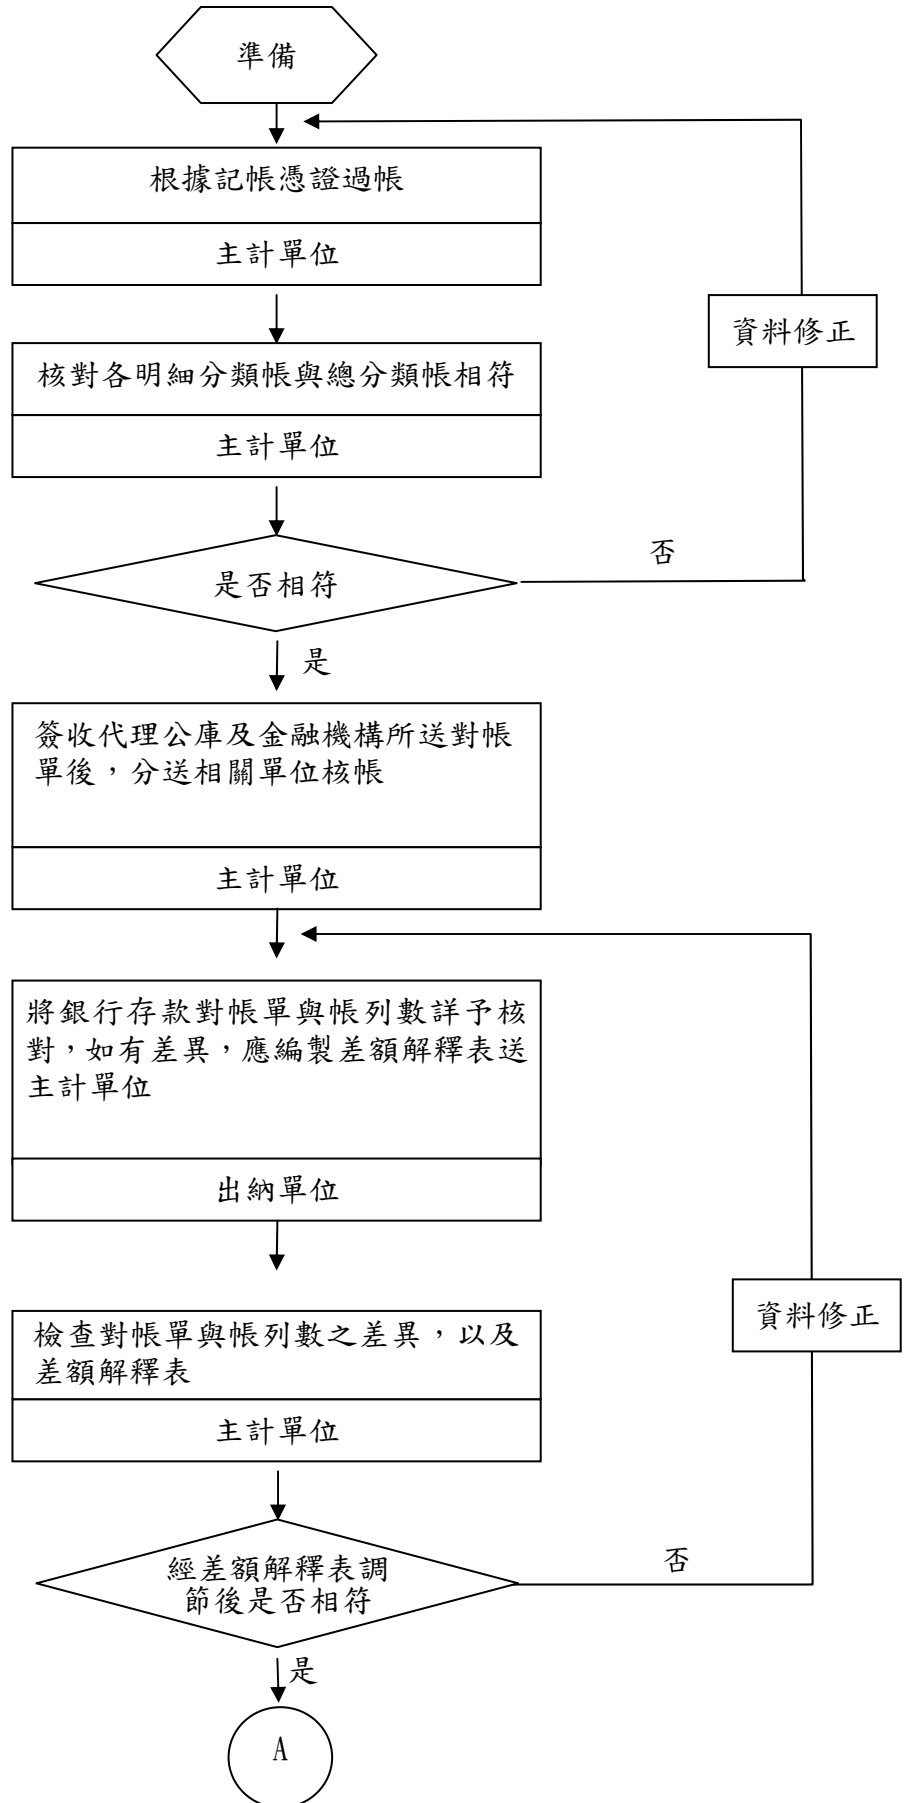 準備
根據記帳憑證過帳
主計單位
資料修正
核對各明細分類帳與總分類帳相符
主計單位
否
是否相符
是
簽收代理公庫及金融機構所送對帳
單後，分送相關單位核帳
主計單位
將銀行存款對帳單與帳列數詳予核
對，如有差異，應編製差額解釋表送
主計單位
出納單位
資料修正
檢查對帳單與帳列數之差異，以及
差額解釋表
主計單位
否
經差額解釋表調
節後是否相符
是
A